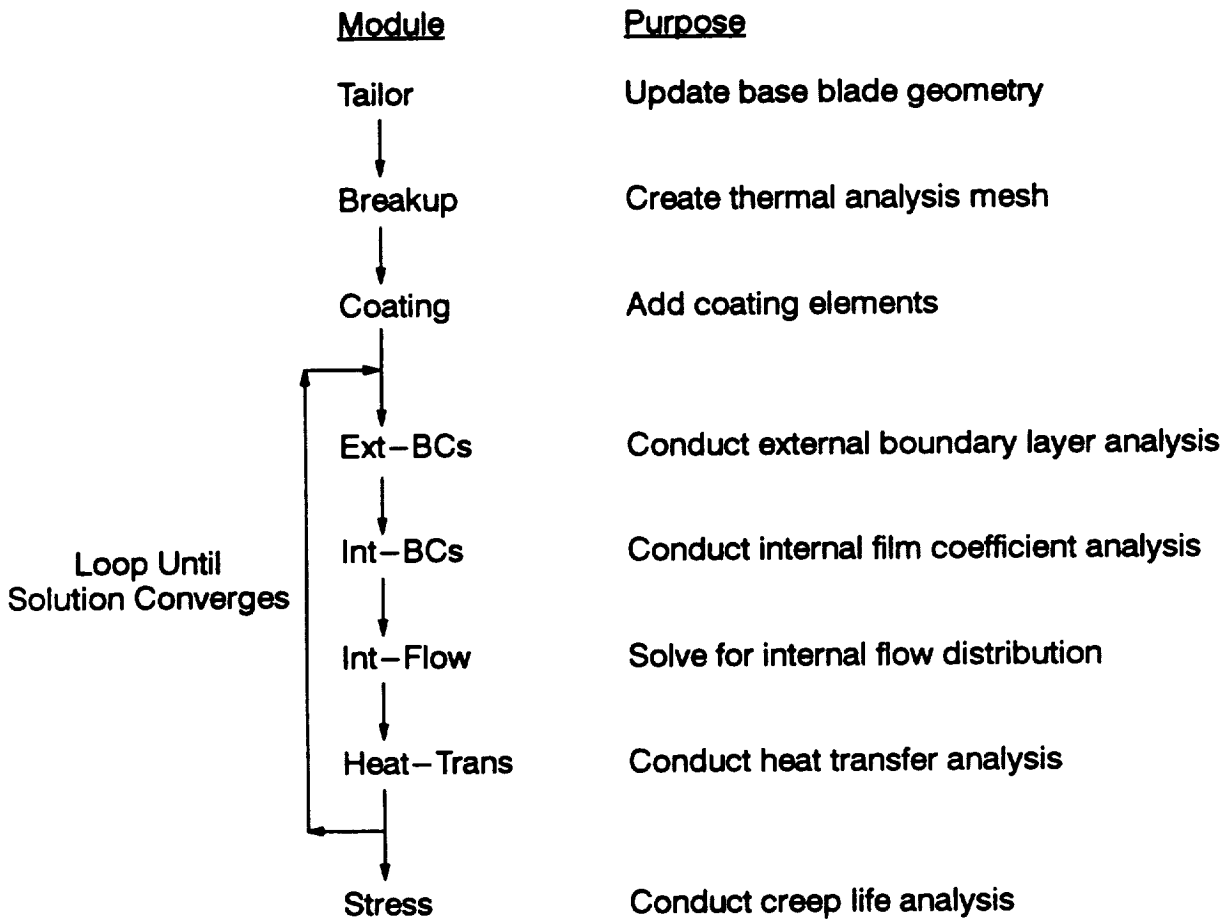 Module Purpose
Tailor Update base blade geometry
Breakup Create thermal analysis mesh
Coating Add coating elements
Ext-BCs Conduct external boundary layer analysis
Int-BCs Conduct internal film coefficient analysis
Loop Until
Solution Converges
Int-Flow Solve for internal flow distribution
Heat-Trans Conduct heat transfer analysis
Stress Conduct creep life analysis